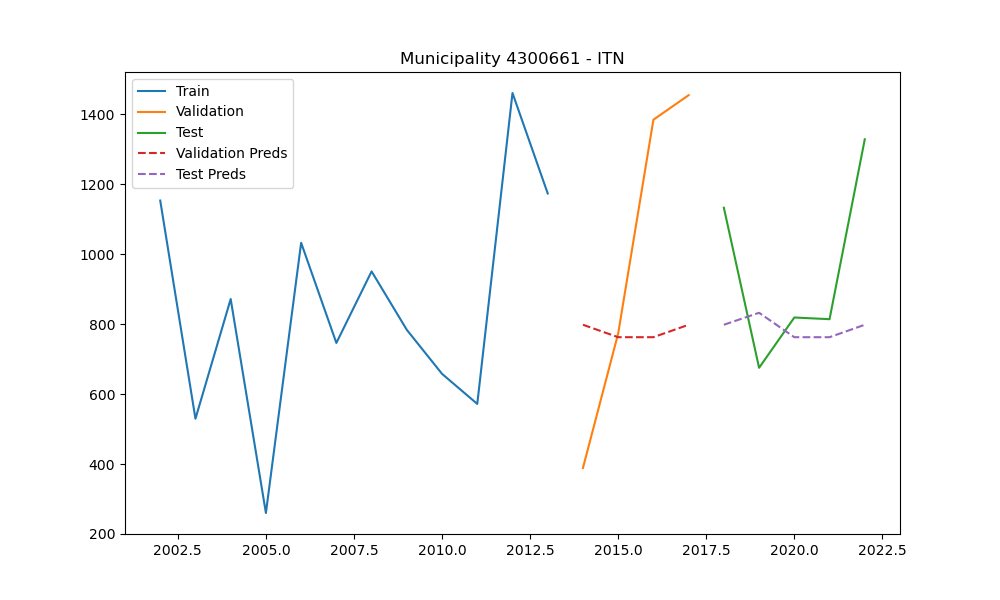 Municipality 4300661 - ITN
Train
Validation
Test
Validation Preds
Test Preds
1400
1200
1000
800
600
400
200
2002.5 2005.0 2007.5 2010.0 2012.5 2015.0 2017.5 2020.0 2022.5